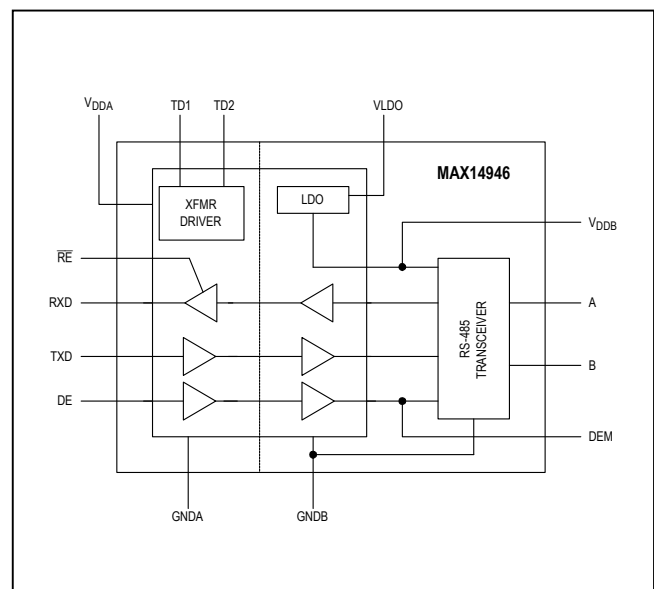 VDDA
TD1
TD2
VLDO
MAX14946
XFMR
DRIVER
LDO
VDDB
RE
RXD
A
RS-485
TRANSCEIVER
TXD
B
DE
DEM
GNDA
GNDB